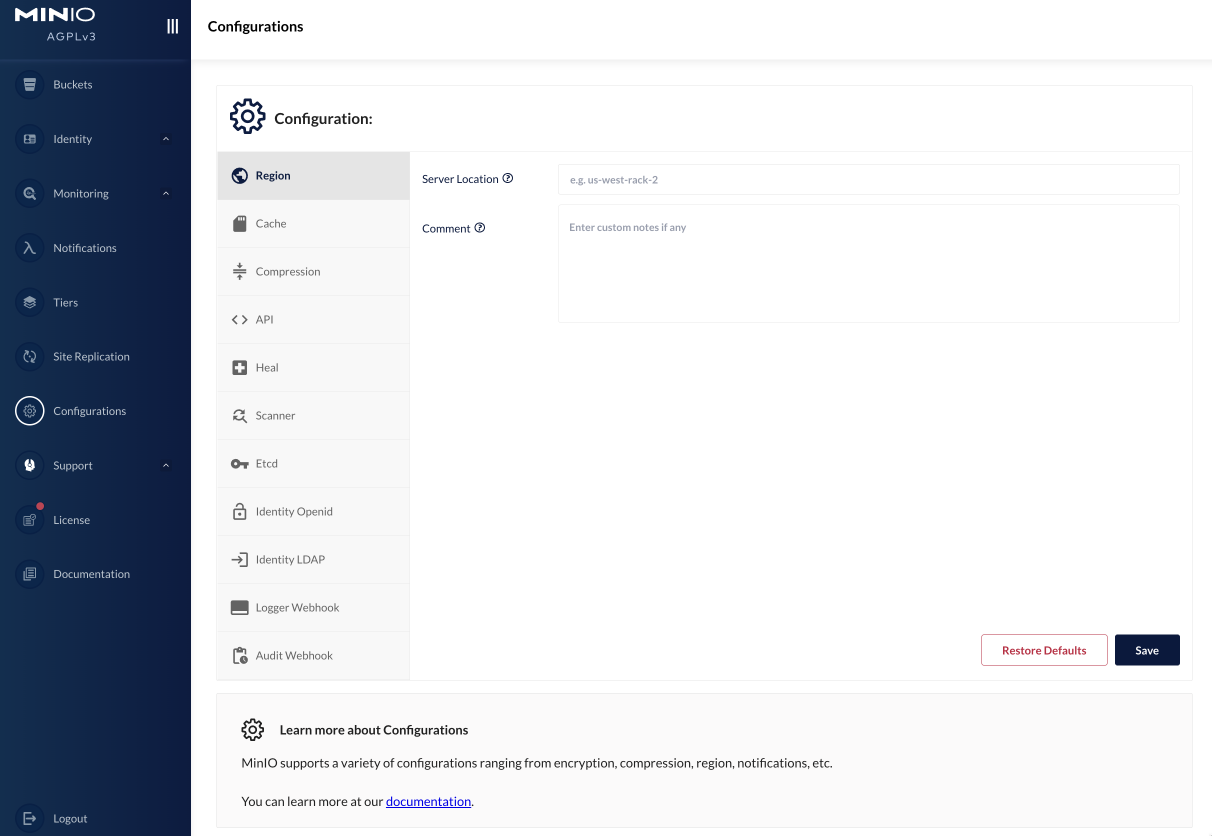 MINIO
AGPLv3
Buckets
Identity
Monitoring
Notifications
Tiers
Site Replication
Configurations
Support
License
Documentation
Logout
Configurations
Configuration:
Region
Cache
Compression
API
Heal
Scanner
Etcd
Identity Openid
Identity LDAP
Logger Webhook
Audit Webhook
Server Location
e.g. us-west-rack-2
Comment
Enter custom notes if any
Restore Defaults
Save
Learn more about Configurations
MinIO supports a variety of configurations ranging from encryption, compression, region, notifications, etc.
You can learn more at our documentation.